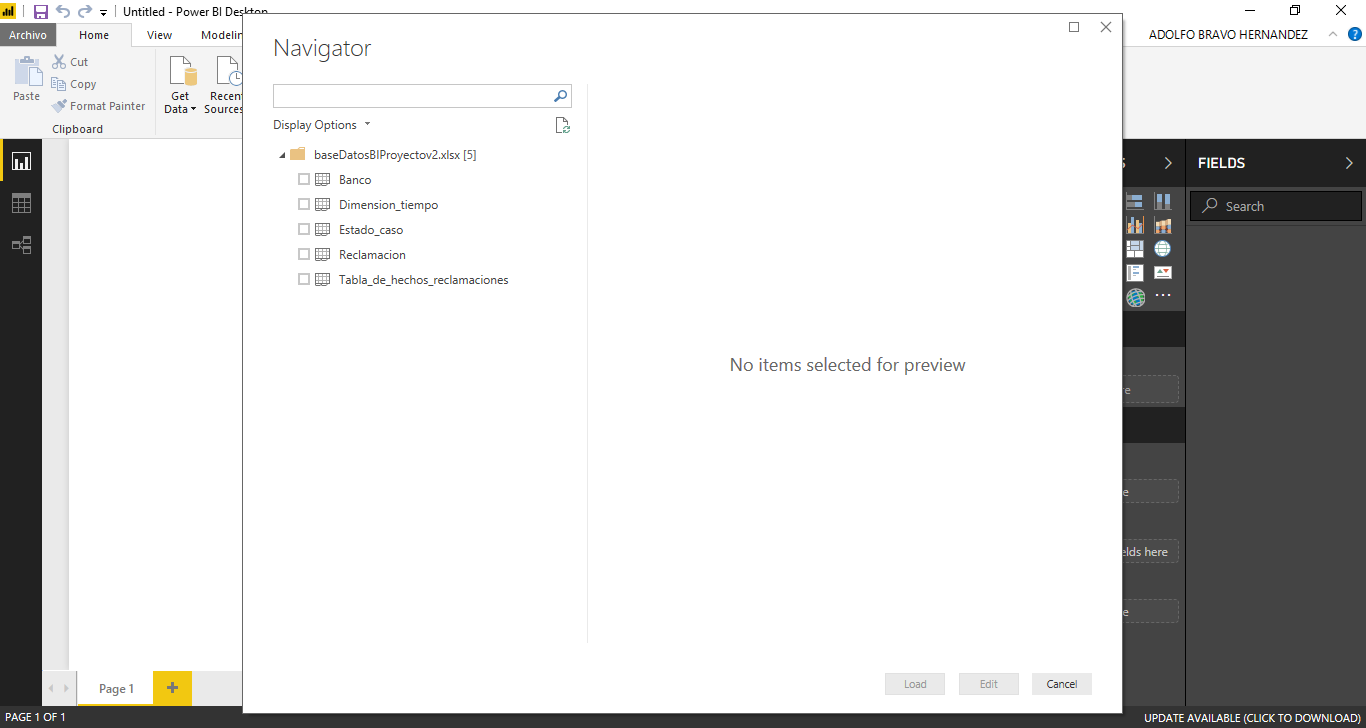 Untitled - Power BI Desktop
Archivo Home View Modelin
ADOLFO BRAVO HERNANDEZ ?
Paste
Cut
Copy
Format Painter
Clipboard
Get
Data
Recent
Sources
Navigator
Display Options
baseDatosBIProyectov2.xlsx [5]
Banco
Dimension_tiempo
Estado_caso
Reclamacion
Tabla_de_hechos_reclamaciones
No items selected for preview
Load Edit Cancel
S
FIELDS
Search
re
e
elds here
e
Page 1
PAGE 1 OF 1
UPDATE AVAILABLE (CLICK TO DOWNLOAD)